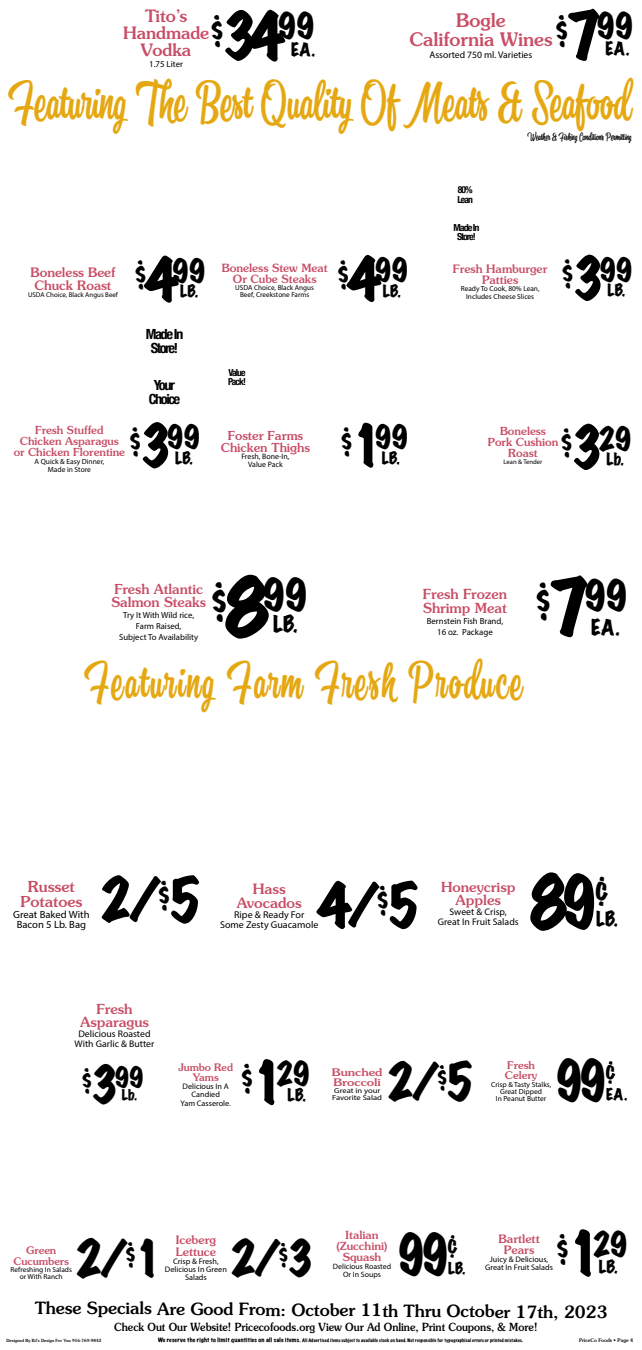 Tito's
Handmade
Vodka
1.75 Liter
$34.99
EA.
Bogle
California Wines
Assorted 750 ml. Varieties
$7.99
EA.
Featuring The Best Quality Of Meats & Seafood
Weather & Fishing Conditions Permitting
80%
Lean
Made In
Store!
Boneless Beef
Chuck Roast
USDA Choice, Black Angus Beef
$4.99
LB.
Boneless Stew Meat
Or Cube Steaks
USDA Choice, Black Angus
Beef, Creekstone Farms
$4.99
LB.
Fresh Hamburger
Patties
Ready To Cook, 80% Lean,
Includes Cheese Slices
$3.99
LB.
Made In
Store!
Your
Choice
Value
Pack!
Fresh Stuffed
Chicken Asparagus
or Chicken Florentine
A Quick & Easy Dinner,
Made in Store
$3.99
LB.
Foster Farms
Chicken Thighs
Fresh, Bone-In,
Value Pack
$1.99
LB.
Boneless
Pork Cushion
Roast
Lean & Tender
$3.29
Lb.
Fresh Atlantic
Salmon Steaks
Try It With Wild rice,
Farm Raised,
Subject To Availability
$8.99
LB.
Fresh Frozen
Shrimp Meat
Bernstein Fish Brand,
16 oz. Package
$7.99
EA.
Featuring Farm Fresh Produce
Russet
Potatoes
Great Baked With
Bacon 5 Lb. Bag
2/$5
Hass
Avocados
Ripe & Ready For
Some Zesty Guacamole
4/$5
Honeycrisp
Apples
Sweet & Crisp,
Great In Fruit Salads
89¢
LB.
Fresh
Asparagus
Delicious Roasted
With Garlic & Butter
$3.99
Lb.
Jumbo Red
Yams
Delicious In A
Candied
Yam Casserole.
$1.29
LB.
Bunched
Broccoli
Great in your
Favorite Salad
2/$5
Fresh
Celery
Crisp & Tasty Stalks,
Great Dipped
In Peanut Butter
99¢
EA.
Green
Cucumbers
Refreshing In Salads
or With Ranch
2/$1
Iceberg
Lettuce
Crisp & Fresh,
Delicious In Green
Salads
2/$3
Italian
(Zucchini)
Squash
Delicious Roasted
Or In Soups
99¢
LB.
Bartlett
Pears
Juicy & Delicious,
Great In Fruit Salads
$1.29
LB.
These Specials Are Good From: October 11th Thru October 17th, 2023
Check Out Our Website! Pricecofoods.org View Our Ad Online, Print Coupons, & More!
Designed By BJ's Design For You 916-769-9842
We reserve the right to limit quantities on all sale items. All Advertised items subject to available stock on hand. Not responsible for typographical errors or printed mistakes.
PriceCo Foods • Page 4